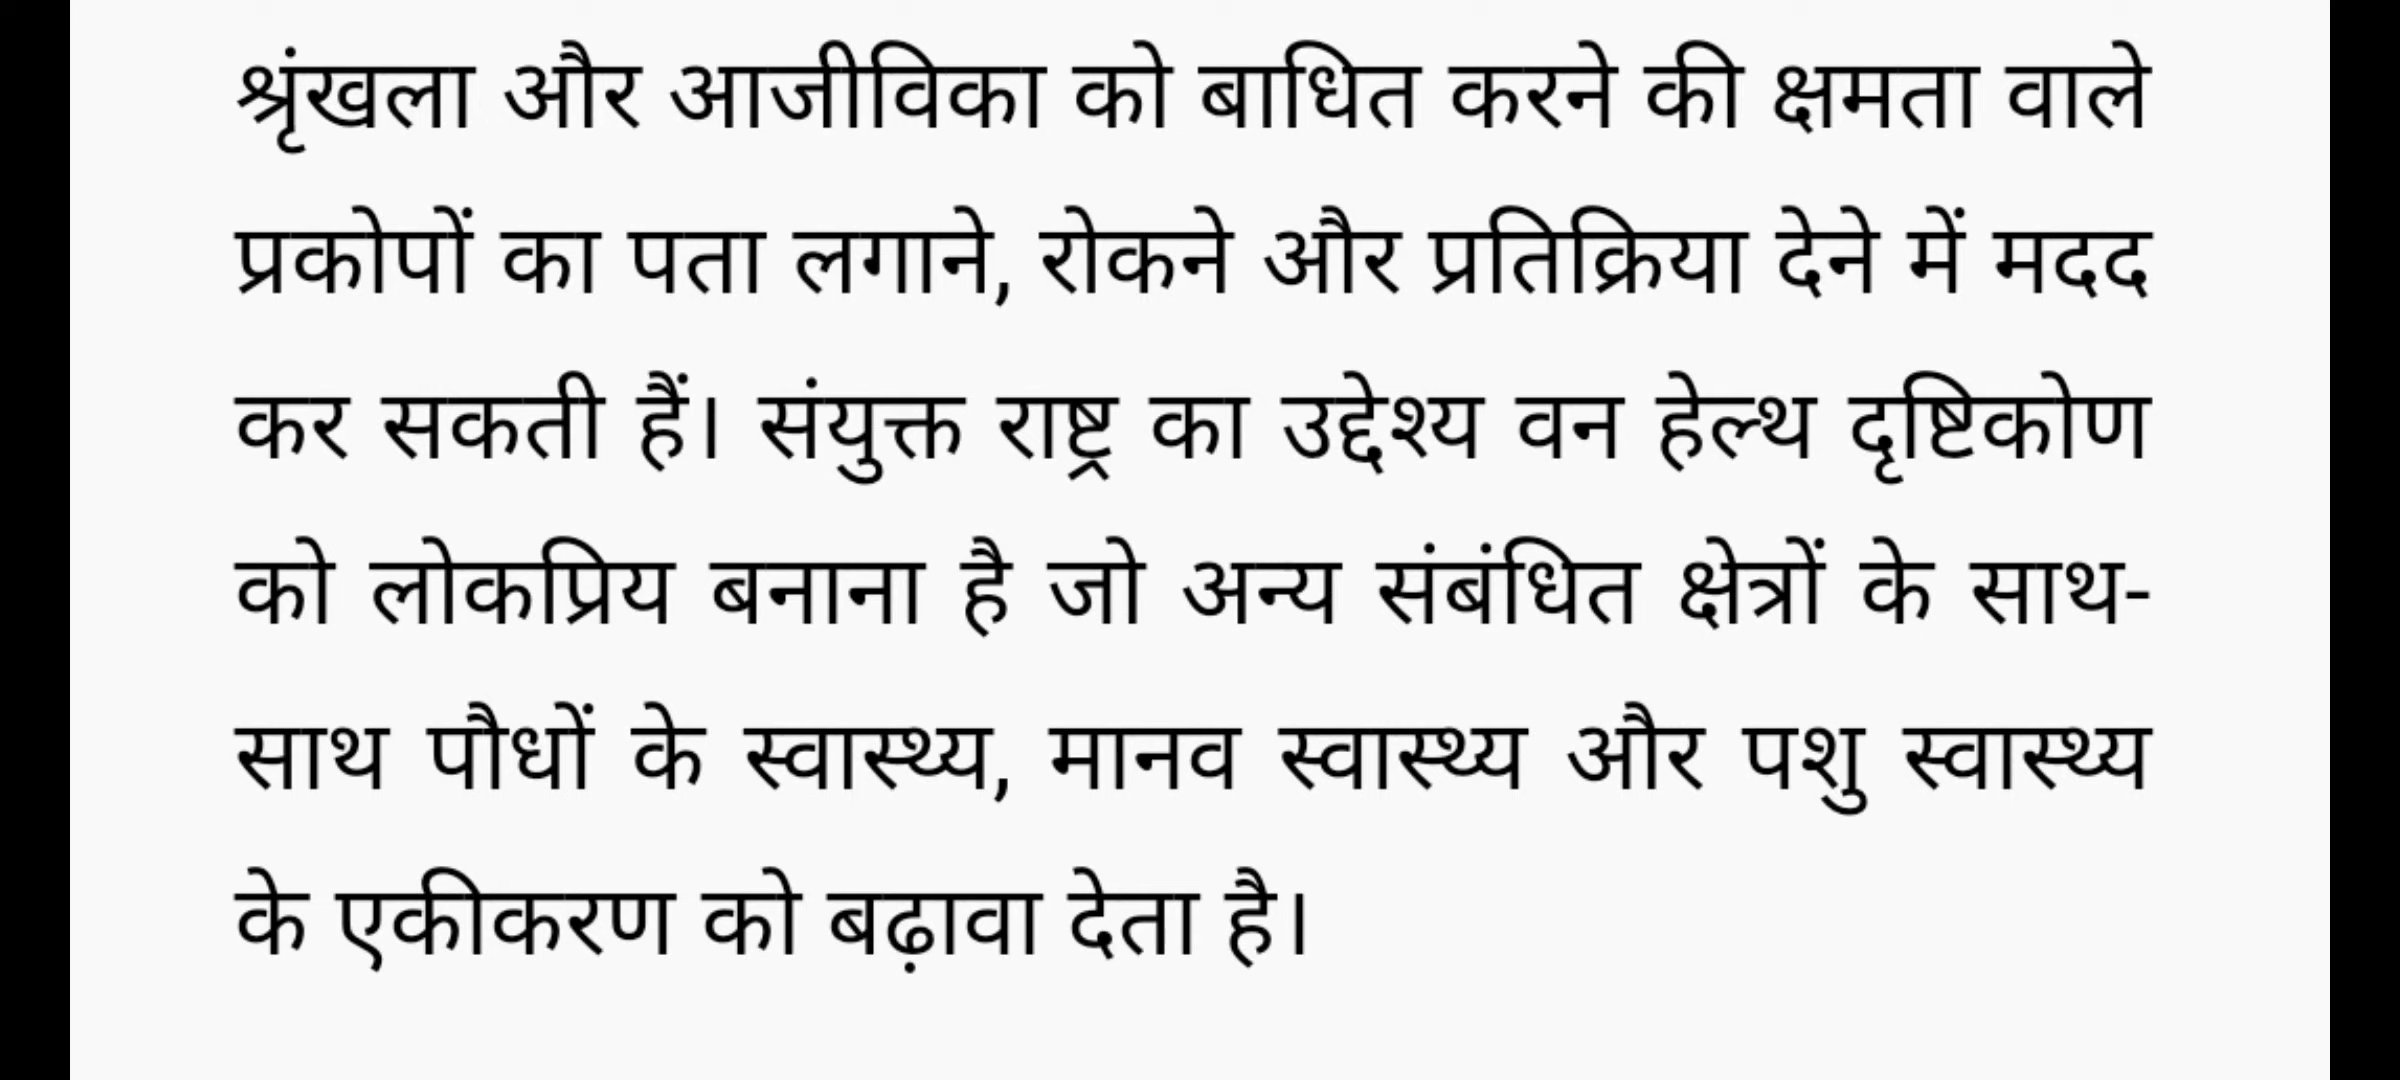 श्रृंखला और आजीविका को बाधित करने की क्षमता वाले
प्रकोपों का पता लगाने, रोकने और प्रतिक्रिया देने में मदद
कर सकती हैं। संयुक्त राष्ट्र का उद्देश्य वन हेल्थ दृष्टिकोण
को लोकप्रिय बनाना है जो अन्य संबंधित क्षेत्रों के साथ-
साथ पौधों के स्वास्थ्य, मानव स्वास्थ्य और पशु स्वास्थ्य
के एकीकरण को बढ़ावा देता है।